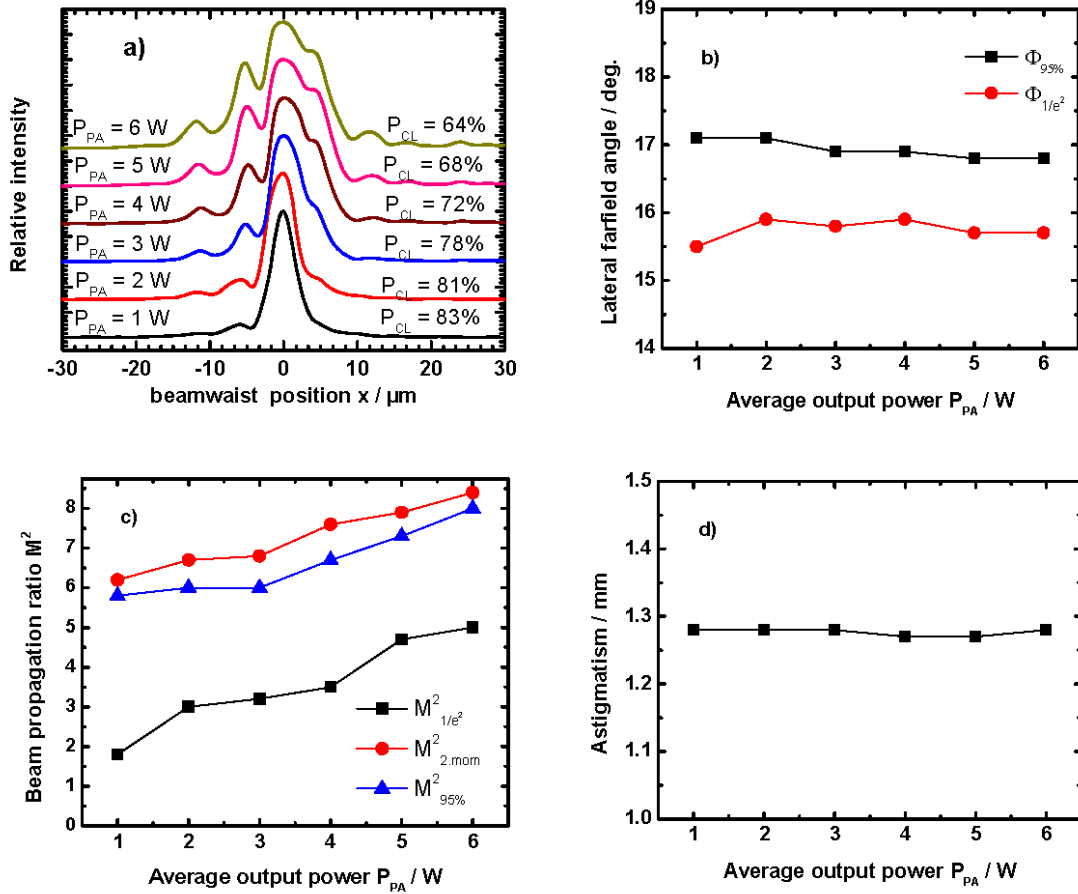 a)
Relative intensity
P_PA = 6 W P_CL = 64%
P_PA = 5 W P_CL = 68%
P_PA = 4 W P_CL = 72%
P_PA = 3 W P_CL = 78%
P_PA = 2 W P_CL = 81%
P_PA = 1 W P_CL = 83%
-30 -20 -10 0 10 20 30
beamwaist position x / µm
b)
Lateral farfield angle / deg.
19
18
17
16
15
14
Φ95%
Φ1/e²
1 2 3 4 5 6
Average output power P_PA / W
c)
Beam propagation ratio M²
8
7
6
5
4
3
2
1
0
M²1/e²
M²2.mom
M²95%
1 2 3 4 5 6
Average output power P_PA / W
d)
Astigmatism / mm
1.5
1.4
1.3
1.2
1.1
1.0
1 2 3 4 5 6
Average output power P_PA / W